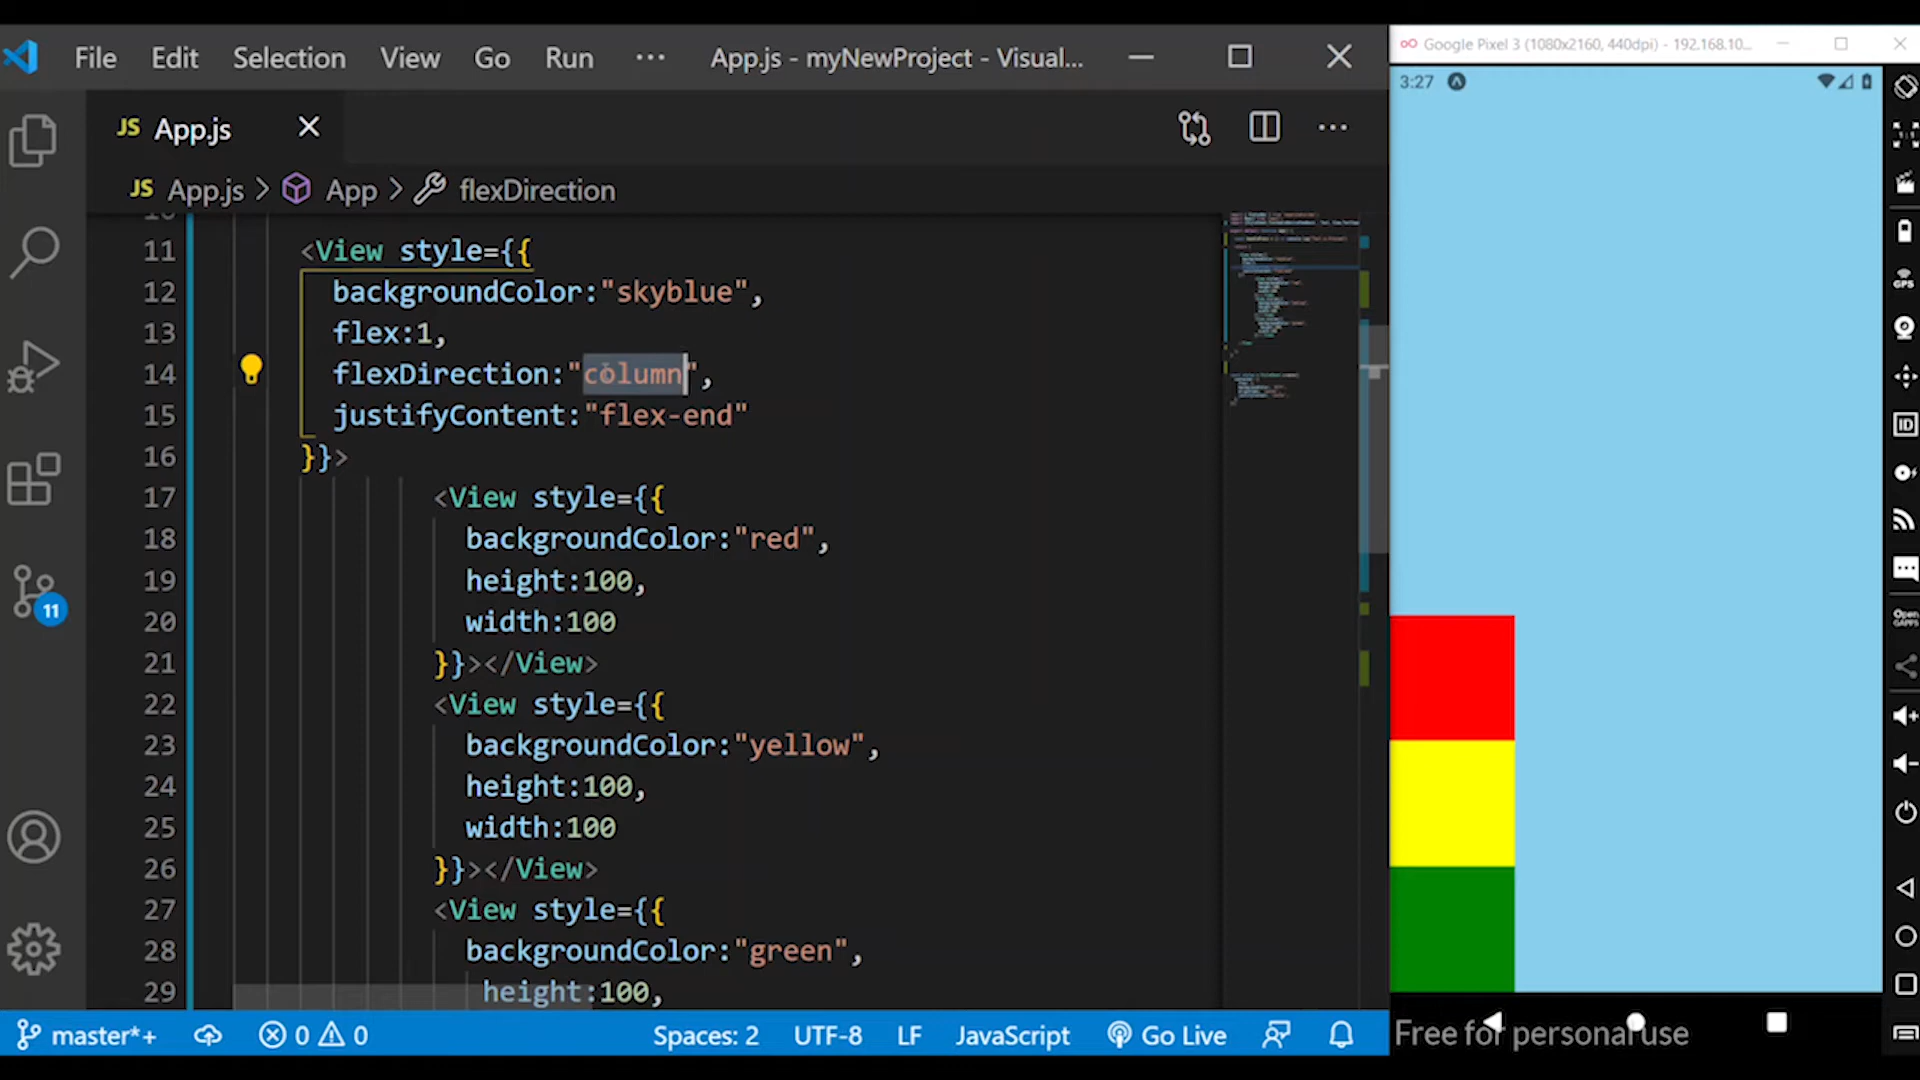 File Edit Selection View Go Run ··· App.js - myNewProject - Visual...
Google Pixel 3 (1080x2160, 440dpi) - 192.168.10...
3:27
JS App.js
JS App.js > App > flexDirection
11 <View style={{
12 backgroundColor:"skyblue",
13 flex:1,
14 flexDirection:"column",
15 justifyContent:"flex-end"
16 }}>
17 <View style={{
18 backgroundColor:"red",
19 height:100,
20 width:100
21 }}></View>
22 <View style={{
23 backgroundColor:"yellow",
24 height:100,
25 width:100
26 }}></View>
27 <View style={{
28 backgroundColor:"green",
29 height:100,
11
GPS
ID
Open
GAPPS
master*+ 0 0 Spaces: 2 UTF-8 LF JavaScript Go Live
Free for personal use